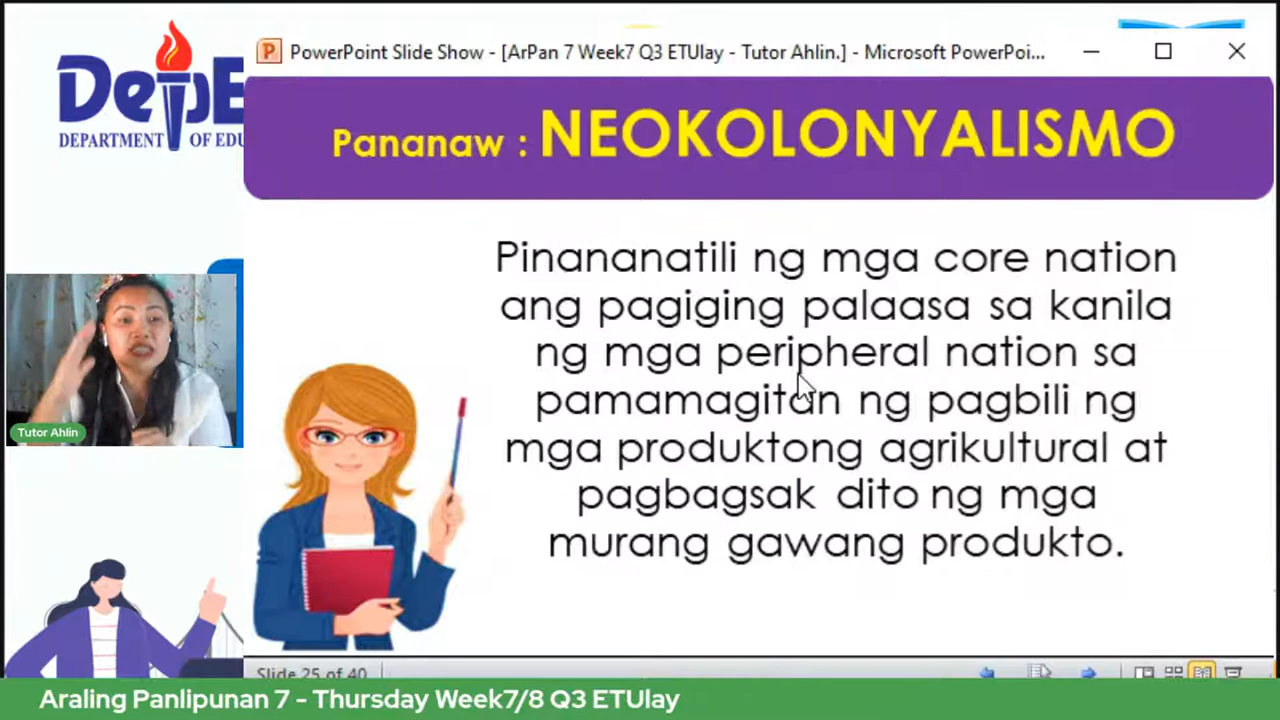 DepE
DEPARTMENT OF EDU
PowerPoint Slide Show - [ArPan 7 Week7 Q3 ETUlay - Tutor Ahlin.] - Microsoft PowerPoi...
Pananaw : NEOKOLONYALISMO
Pinananatili ng mga core nation
ang pagiging palaasa sa kanila
ng mga peripheral nation sa
pamamagitan ng pagbili ng
mga produktong agrikultural at
pagbagsak dito ng mga
murang gawang produkto.
Tutor Ahlin
Slide 25 of 40
Araling Panlipunan 7 - Thursday Week7/8 Q3 ETUlay